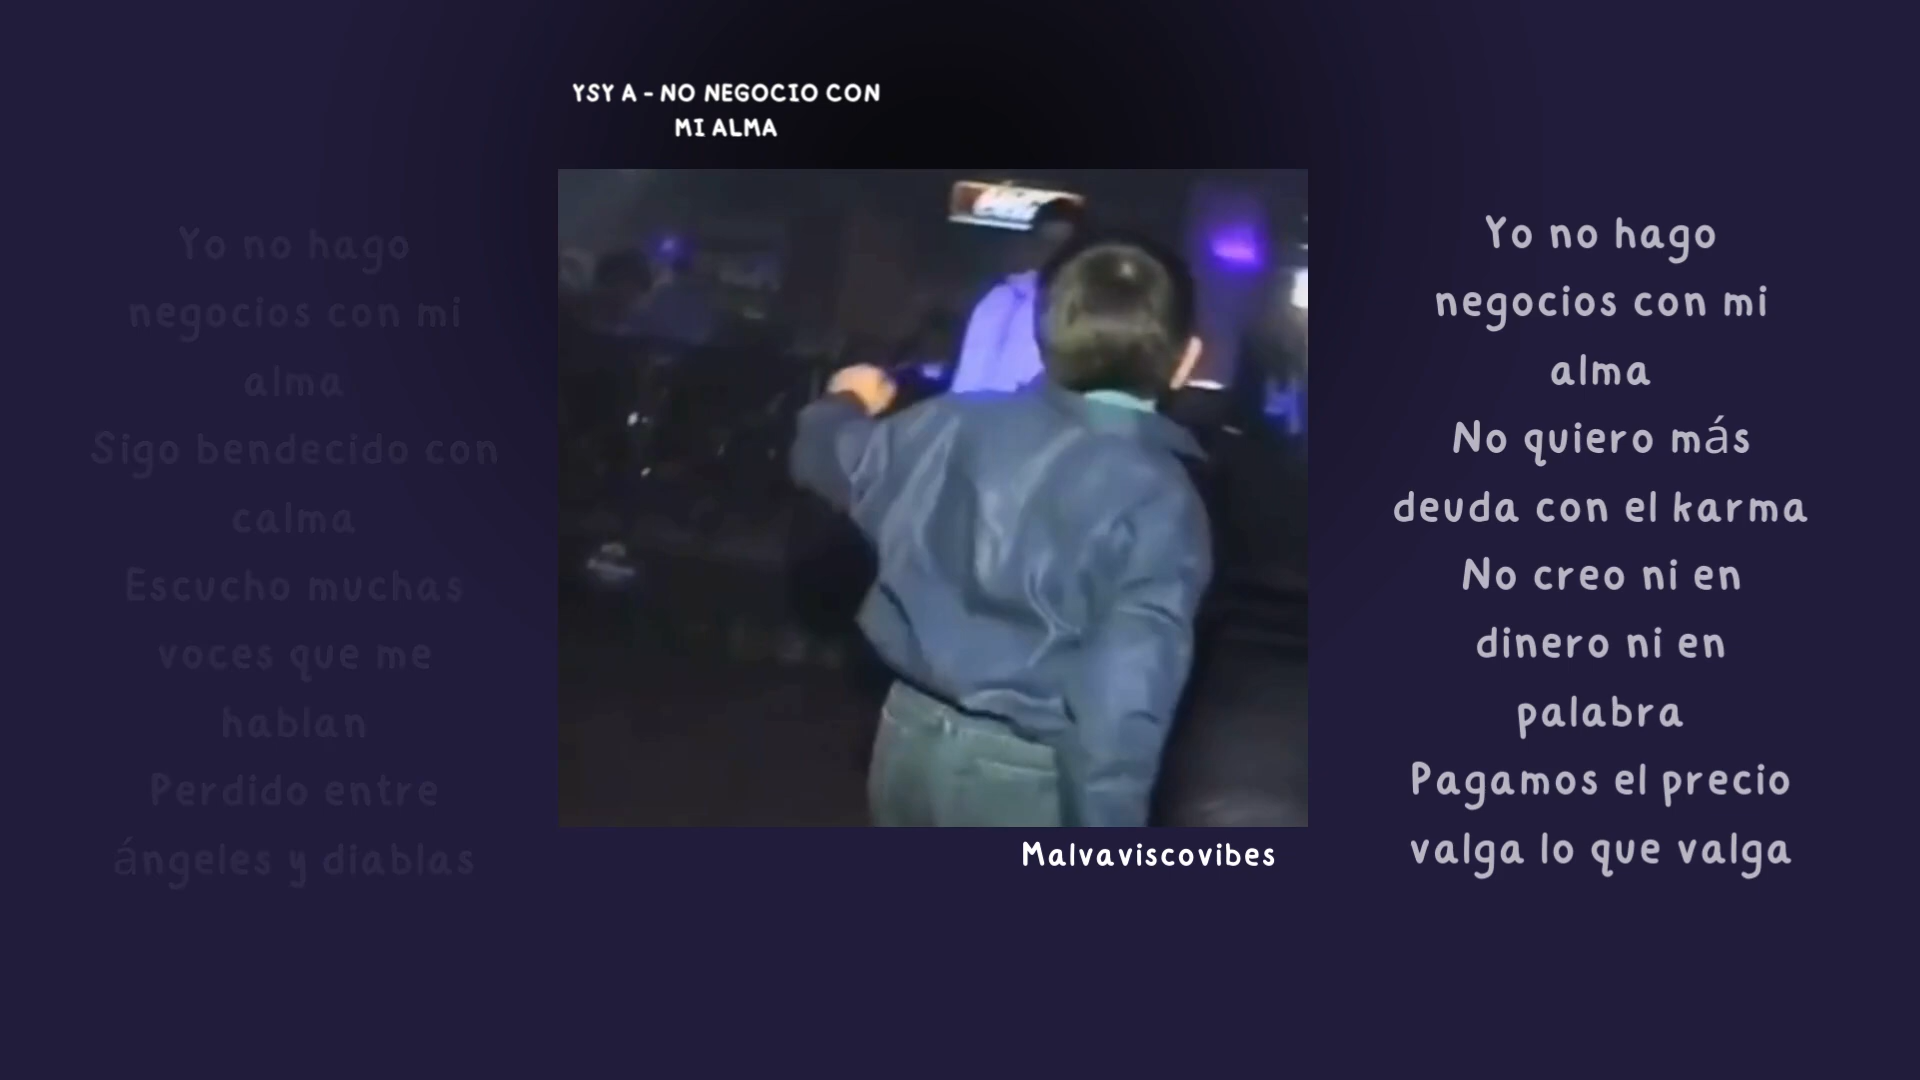 YSY A - NO NEGOCIO CON
MI ALMA
Yo no hago
negocios con mi
alma
Sigo bendecido con
calma
Escucho muchas
voces que me
hablan
Perdido entre
ángeles y diablas
Yo no hago
negocios con mi
alma
No quiero más
deuda con el karma
No creo ni en
dinero ni en
palabra
Pagamos el precio
valga lo que valga
Malvaviscovibes